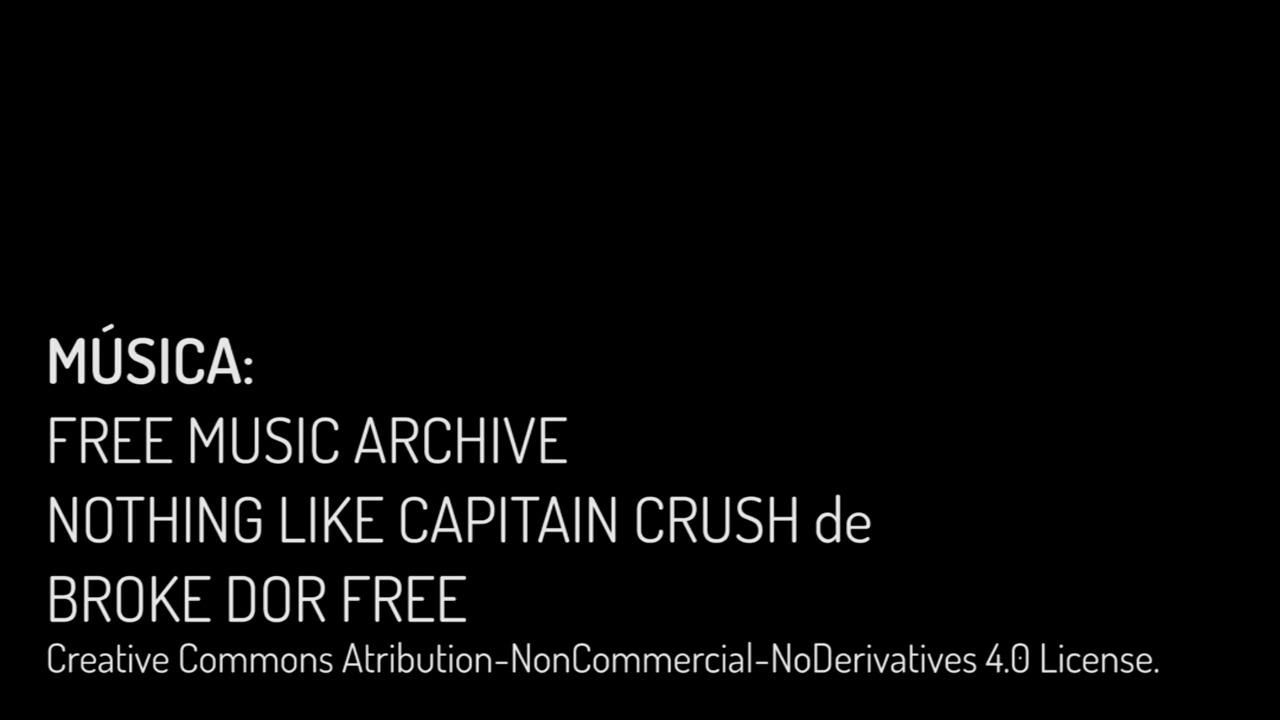 MÚSICA:
FREE MUSIC ARCHIVE
NOTHING LIKE CAPITAIN CRUSH de
BROKE DOR FREE
Creative Commons Atribution-NonCommercial-NoDerivatives 4.0 License.